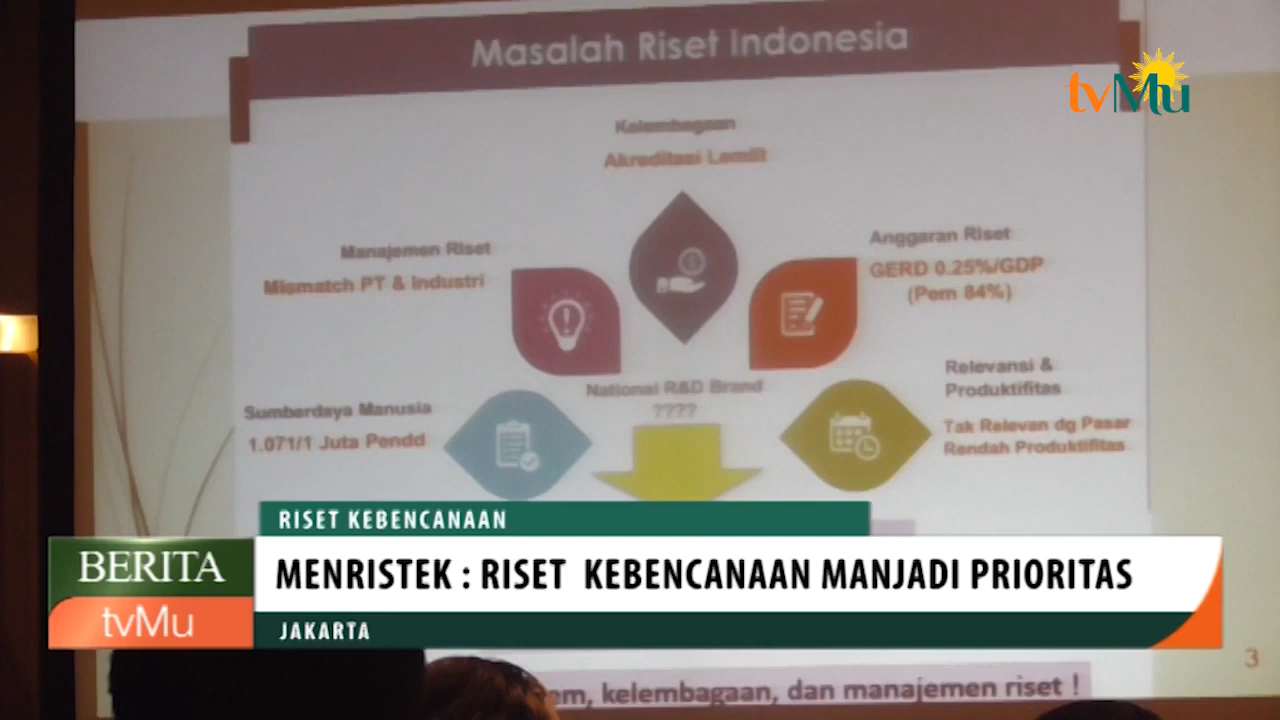 Masalah Riset Indonesia
tvMu
Kelembagaan
Akreditasi Lemlit
Manajemen Riset
Mismatch PT & Industri
Anggaran Riset
GERD 0.25%/GDP
(Pem 84%)
National R&D Brand
????
Sumberdaya Manusia
1.071/1 Juta Pendd
Relevansi &
Produktifitas
Tak Relevan dg Pasar
Rendah Produktifitas
RISET KEBENCANAAN
BERITA
tvMu
MENRISTEK : RISET KEBENCANAAN MANJADI PRIORITAS
JAKARTA
3
kelembagaan, dan manajemen riset !